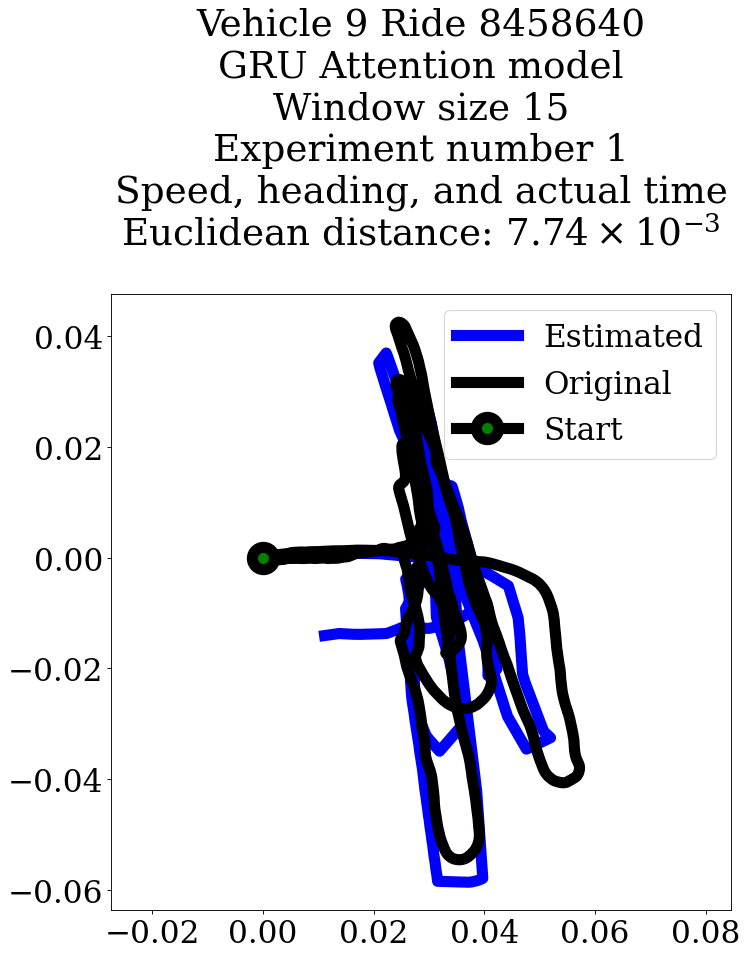 Vehicle 9 Ride 8458640
GRU Attention model
Window size 15
Experiment number 1
Speed, heading, and actual time
Euclidean distance: 7.74 × 10⁻³
Estimated
Original
Start
0.04
0.02
0.00
−0.02
−0.04
−0.06
−0.02 0.00 0.02 0.04 0.06 0.08